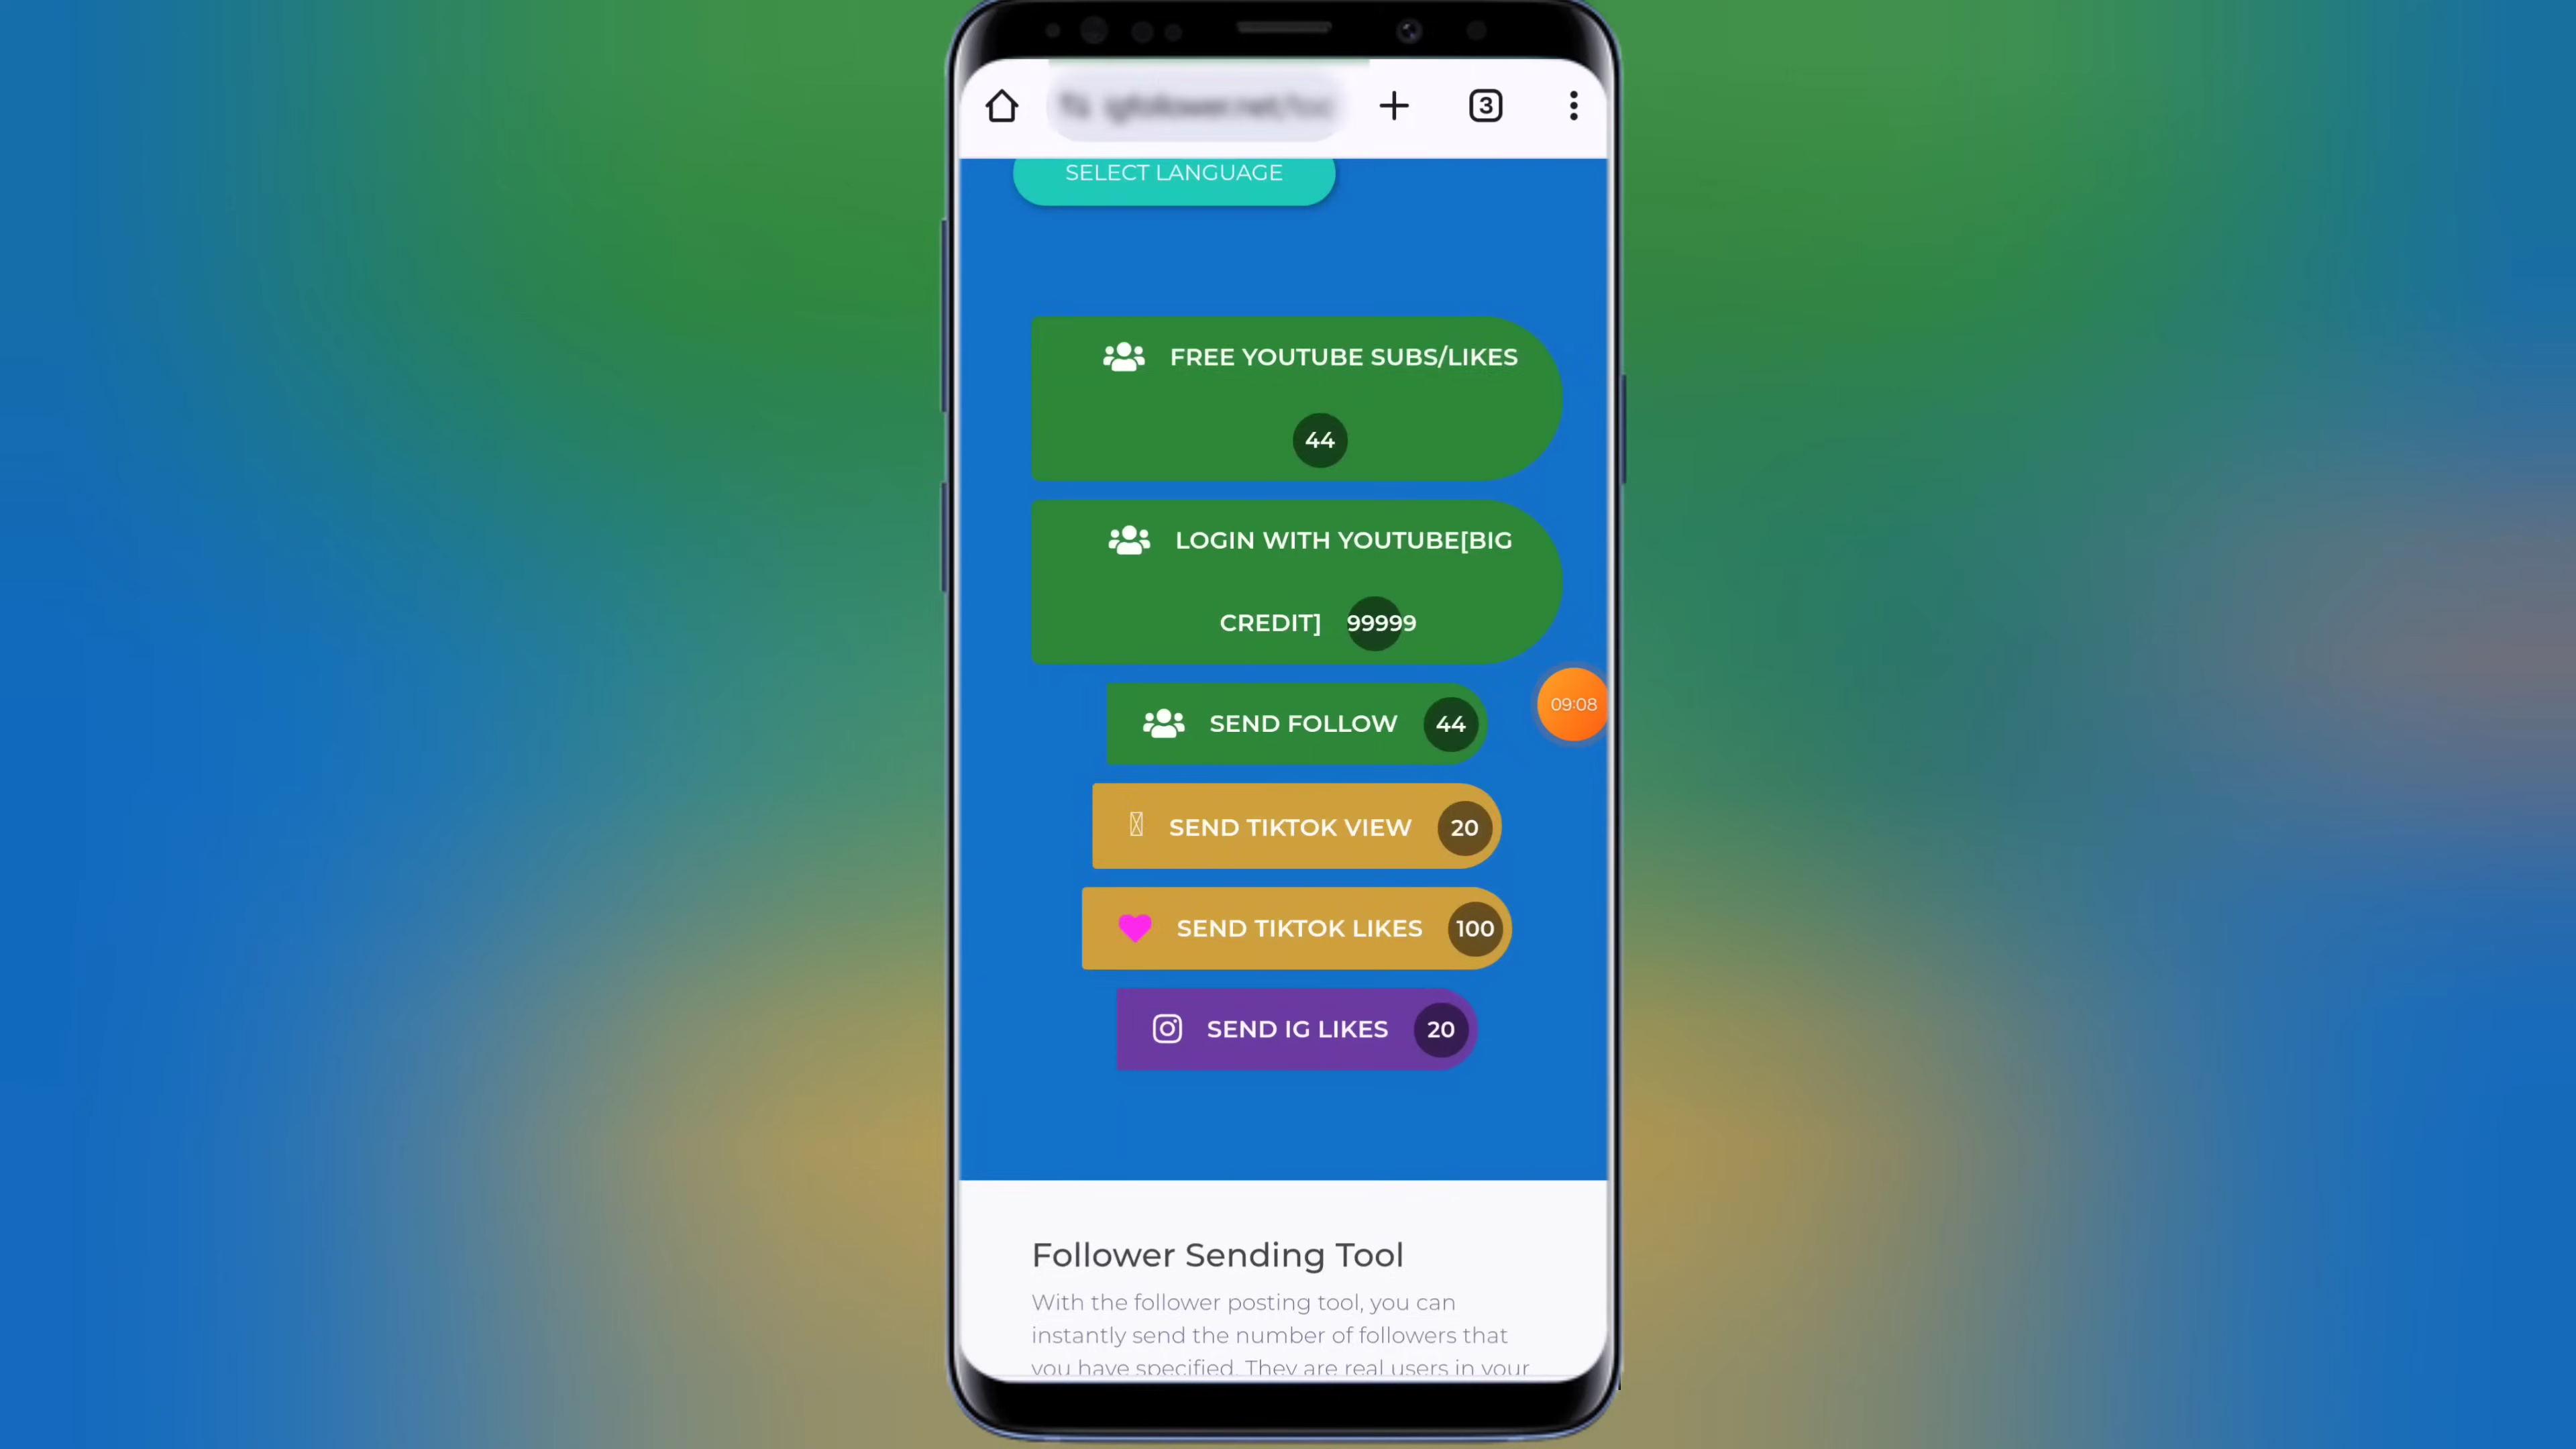 3
SELECT LANGUAGE
FREE YOUTUBE SUBS/LIKES
44
LOGIN WITH YOUTUBE[BIG
CREDIT] 99999
SEND FOLLOW 44
09:08
SEND TIKTOK VIEW 20
SEND TIKTOK LIKES 100
SEND IG LIKES 20
Follower Sending Tool
With the follower posting tool, you can
instantly send the number of followers that
you have specified. They are real users in your